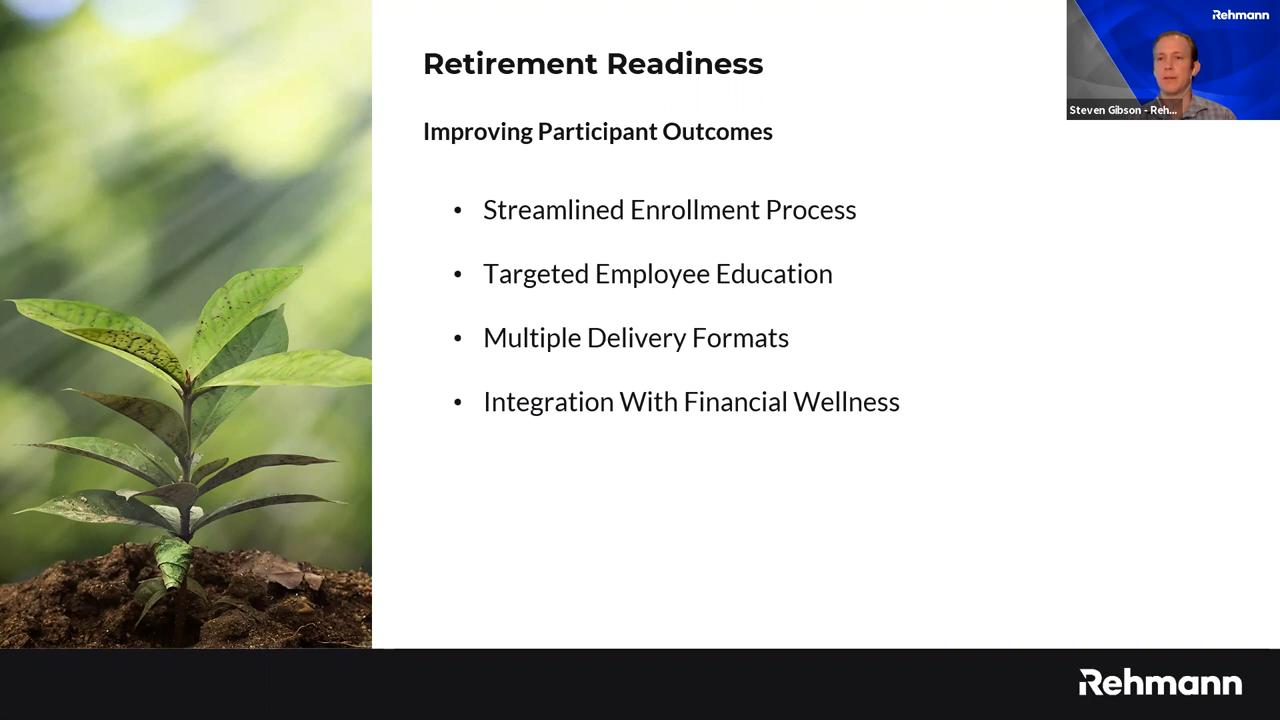 Retirement Readiness
Rehmann
Steven Gibson - Reh...
Improving Participant Outcomes
• Streamlined Enrollment Process
• Targeted Employee Education
• Multiple Delivery Formats
• Integration With Financial Wellness
Rehmann